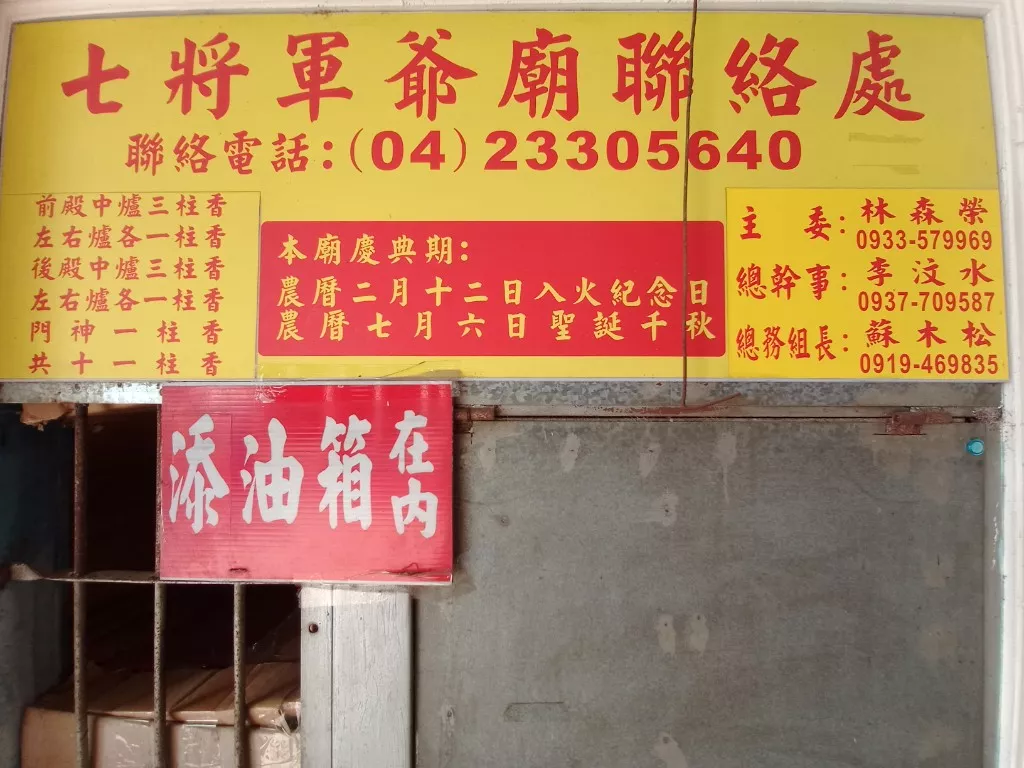 七將軍爺廟聯絡處
聯絡電話:(04)23305640
前殿中爐三柱香
左右爐各一柱香
後殿中爐三柱香
左右爐各一柱香
門神一柱香
共十一柱香
本廟慶典期:
農曆二月十二日入火紀念日
農曆七月六日聖誕千秋
主委:林森榮
0933-579969
總幹事:李汶水
0937-709587
總務組長:蘇木松
0919-469835
添油箱在內